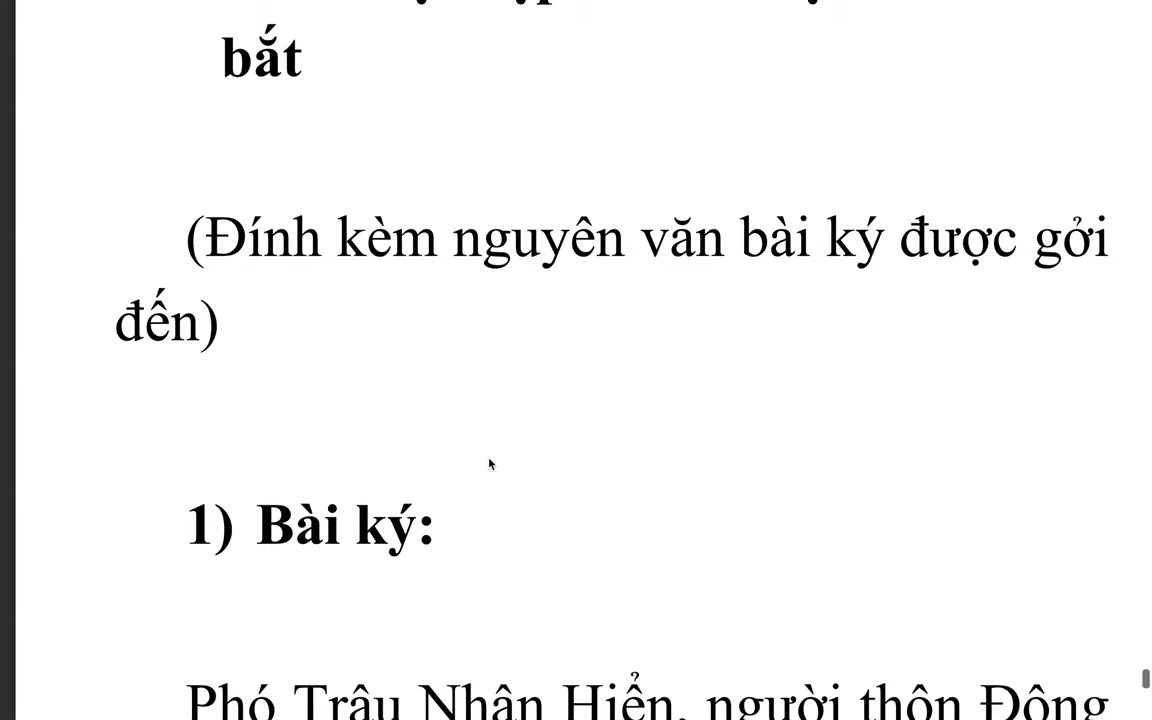 bắt
(Đính kèm nguyên văn bài ký được gởi
đến)
1) Bài ký:
Phó Trâu Nhân Hiển, người thôn Đông